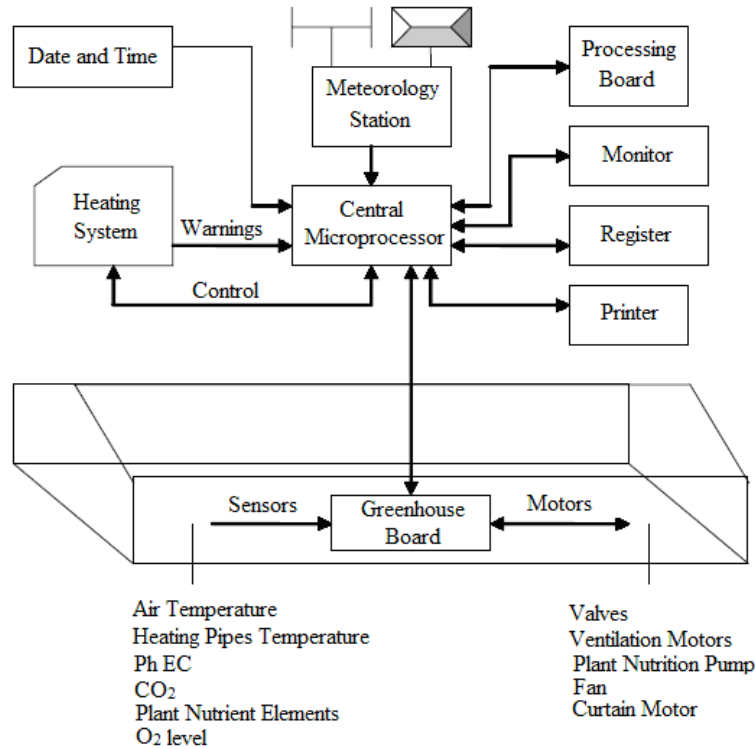 Date and Time
Meteorology
Station
Processing
Board
Monitor
Heating
System
Warnings
Central
Microprocessor
Register
Control
Printer
Sensors
Greenhouse
Board
Motors
Air Temperature
Heating Pipes Temperature
Ph EC
CO₂
Plant Nutrient Elements
O₂ level
Valves
Ventilation Motors
Plant Nutrition Pump
Fan
Curtain Motor